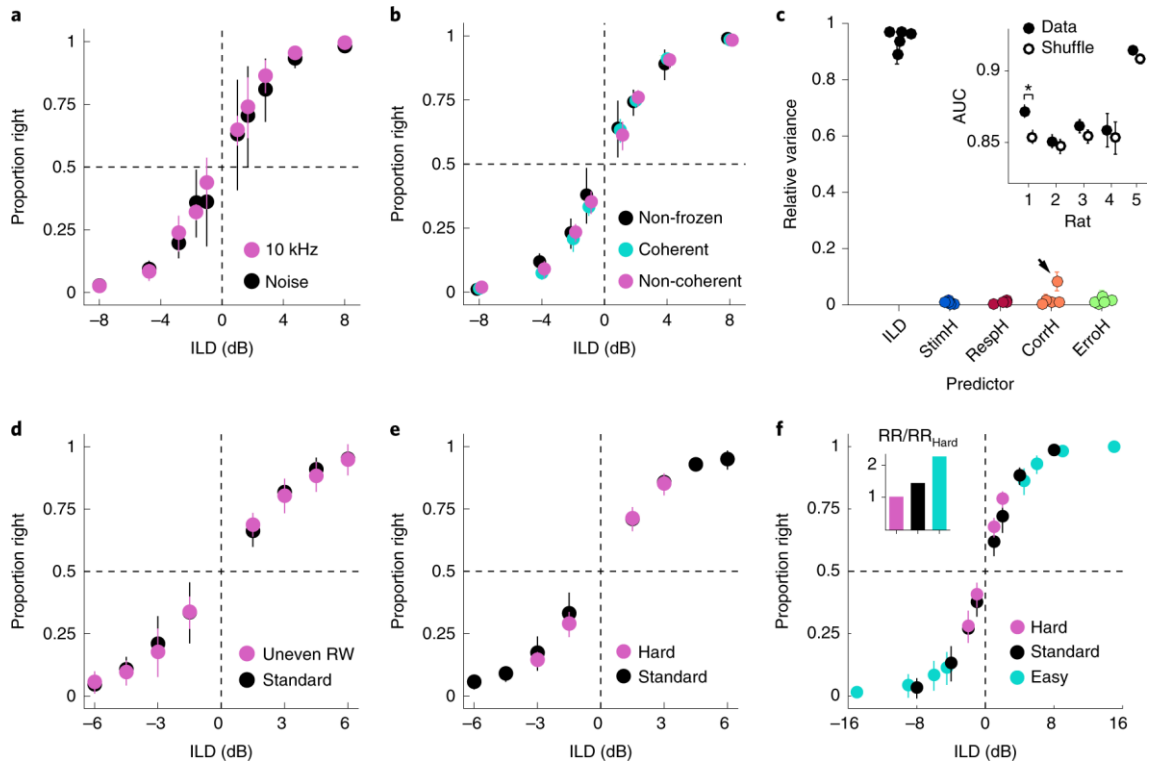 a
1
0.75
0.5
0.25
0
Proportion right
10 kHz
Noise
−8
−4
0
4
8
ILD (dB)
b
1
0.75
0.5
0.25
0
Proportion right
Non-frozen
Coherent
Non-coherent
−8
−4
0
4
8
ILD (dB)
c
1
0.8
0.6
0.4
0.2
0
Relative variance
ILD
StimH
RespH
CorrH
ErroH
Predictor
Data
Shuffle
*
0.9
0.85
AUC
1 2 3 4 5
Rat
d
1
0.75
0.5
0.25
0
Proportion right
Uneven RW
Standard
−6
−3
0
3
6
ILD (dB)
e
1
0.75
0.5
0.25
0
Proportion right
Hard
Standard
−6
−3
0
3
6
ILD (dB)
f
1
0.75
0.5
0.25
0
Proportion right
RR/RRHard
2
1
Hard
Standard
Easy
−16
−8
0
8
16
ILD (dB)